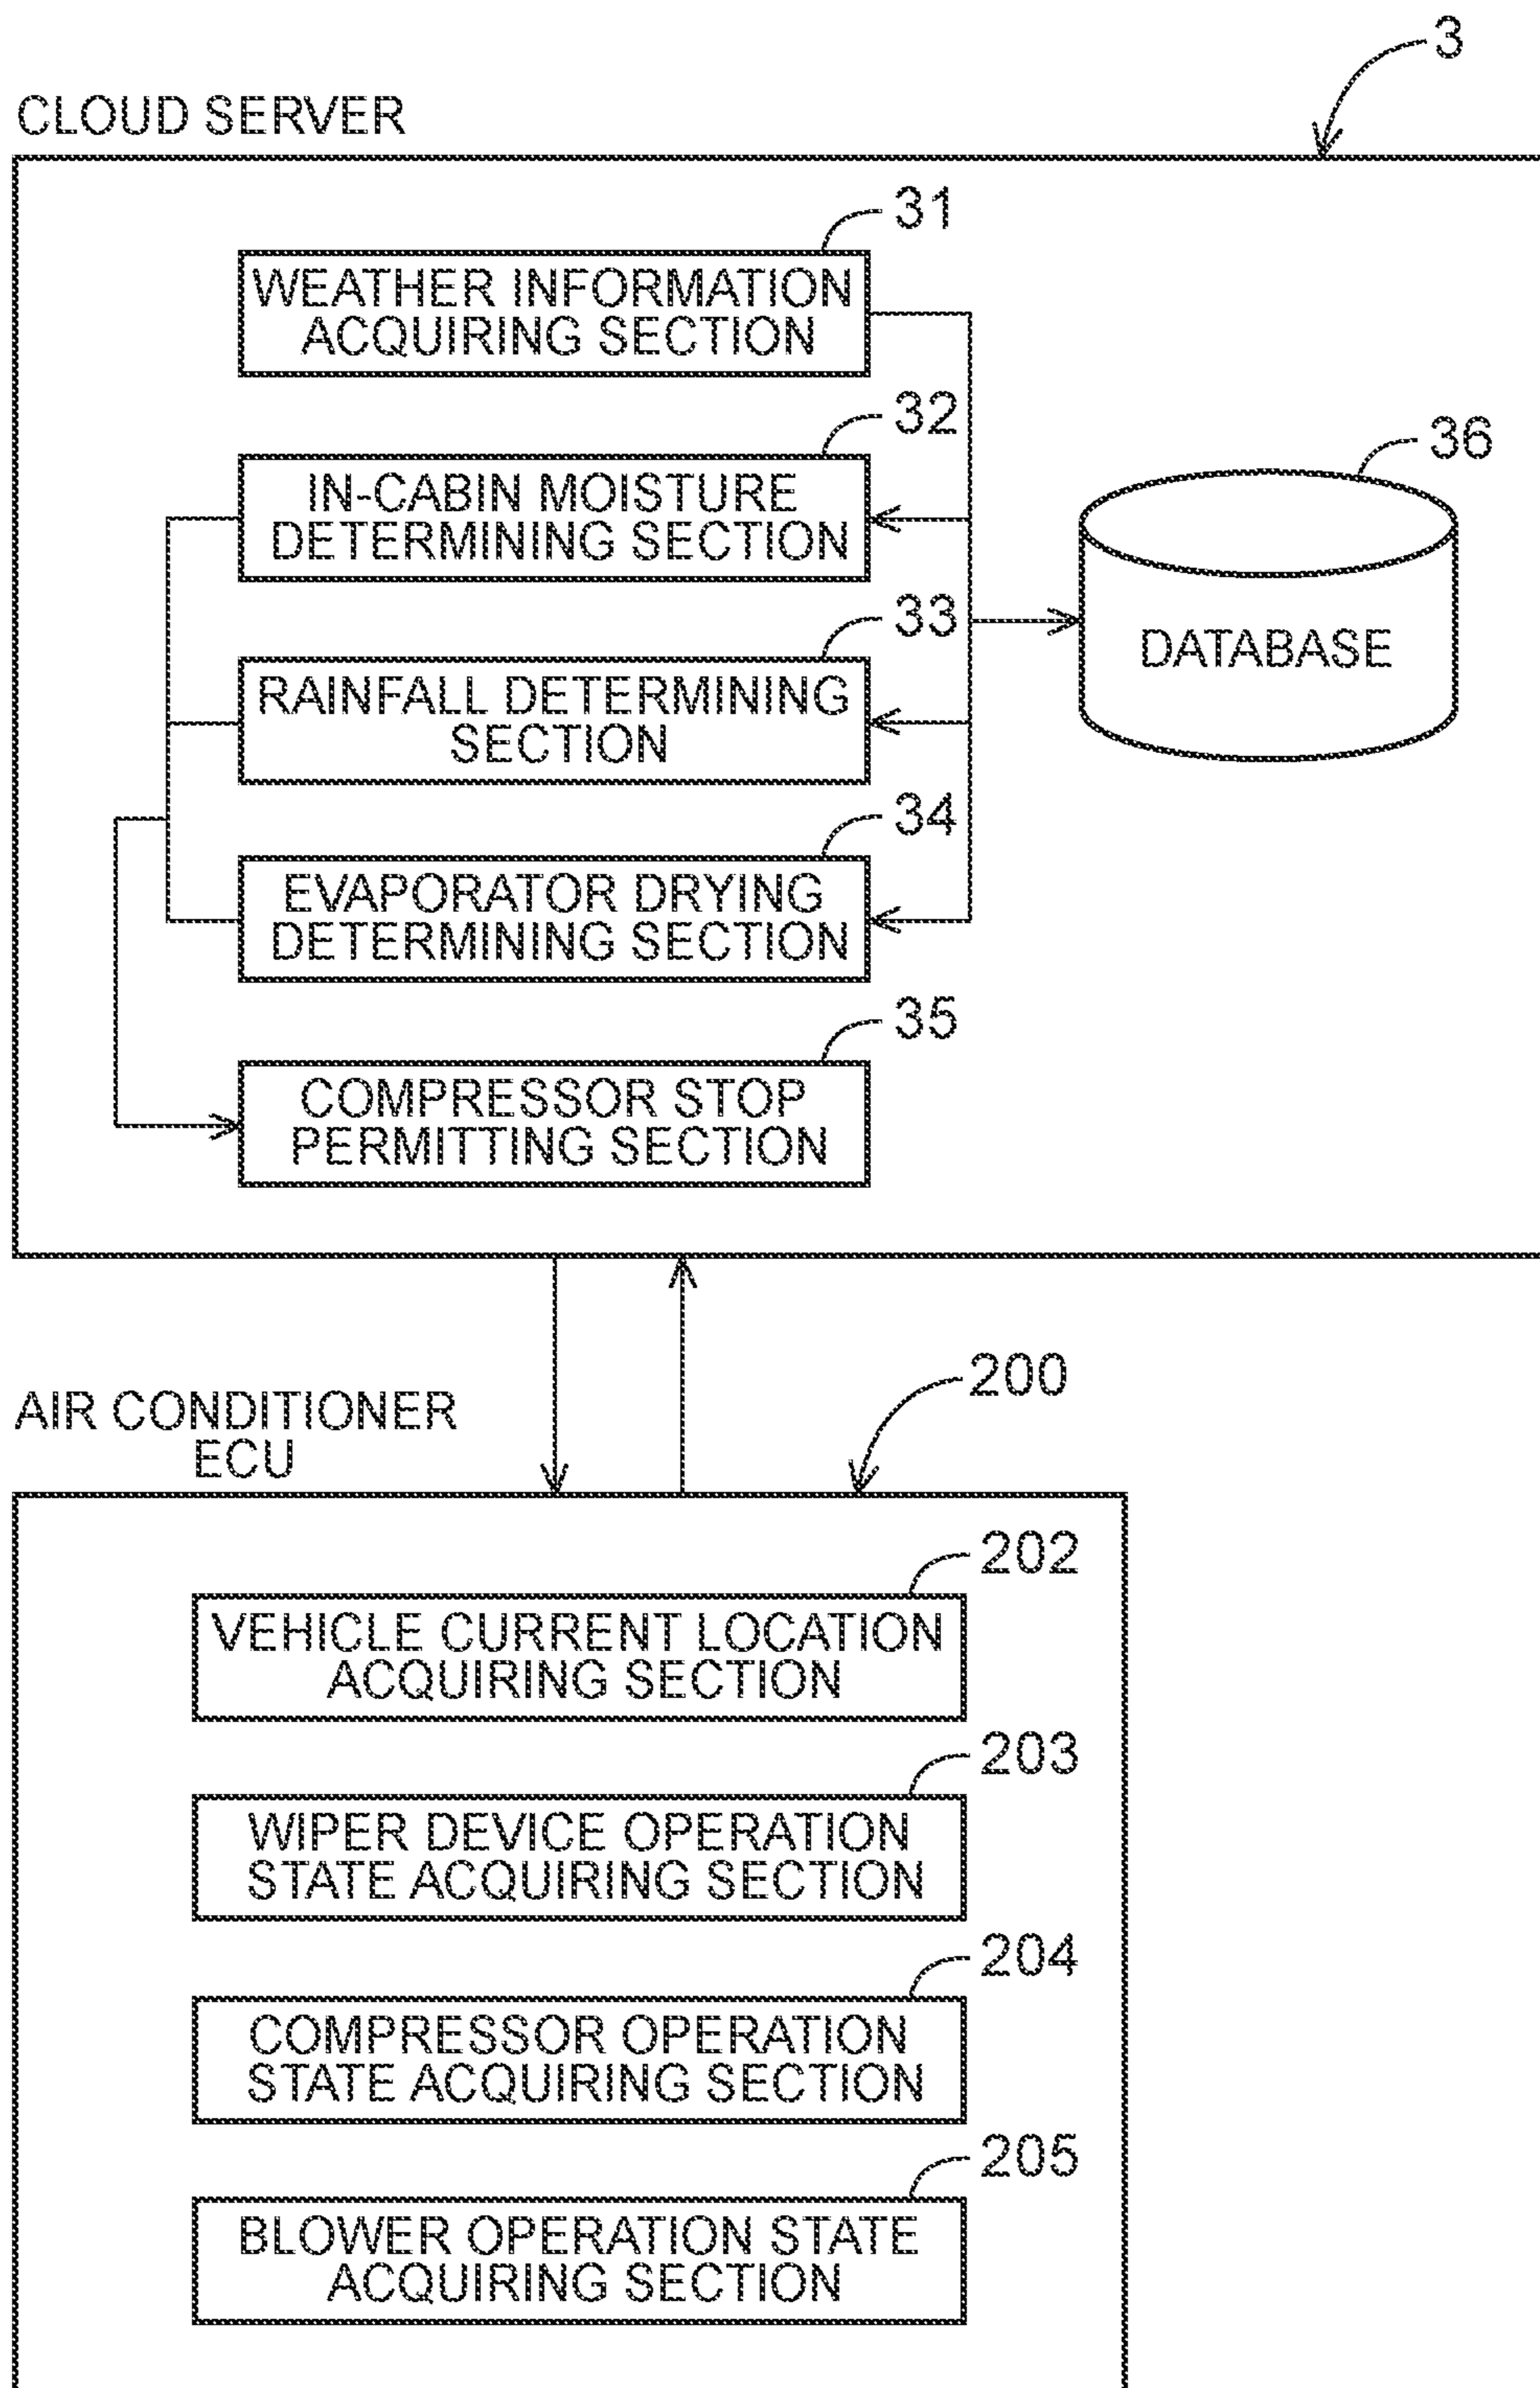 3
CLOUD SERVER
31
WEATHER INFORMATION
ACQUIRING SECTION
32
IN-CABIN MOISTURE
DETERMINING SECTION
36
DATABASE
33
RAINFALL DETERMINING
SECTION
34
EVAPORATOR DRYING
DETERMINING SECTION
35
COMPRESSOR STOP
PERMITTING SECTION
200
AIR CONDITIONER
ECU
202
VEHICLE CURRENT LOCATION
ACQUIRING SECTION
203
WIPER DEVICE OPERATION
STATE ACQUIRING SECTION
204
COMPRESSOR OPERATION
STATE ACQUIRING SECTION
205
BLOWER OPERATION STATE
ACQUIRING SECTION